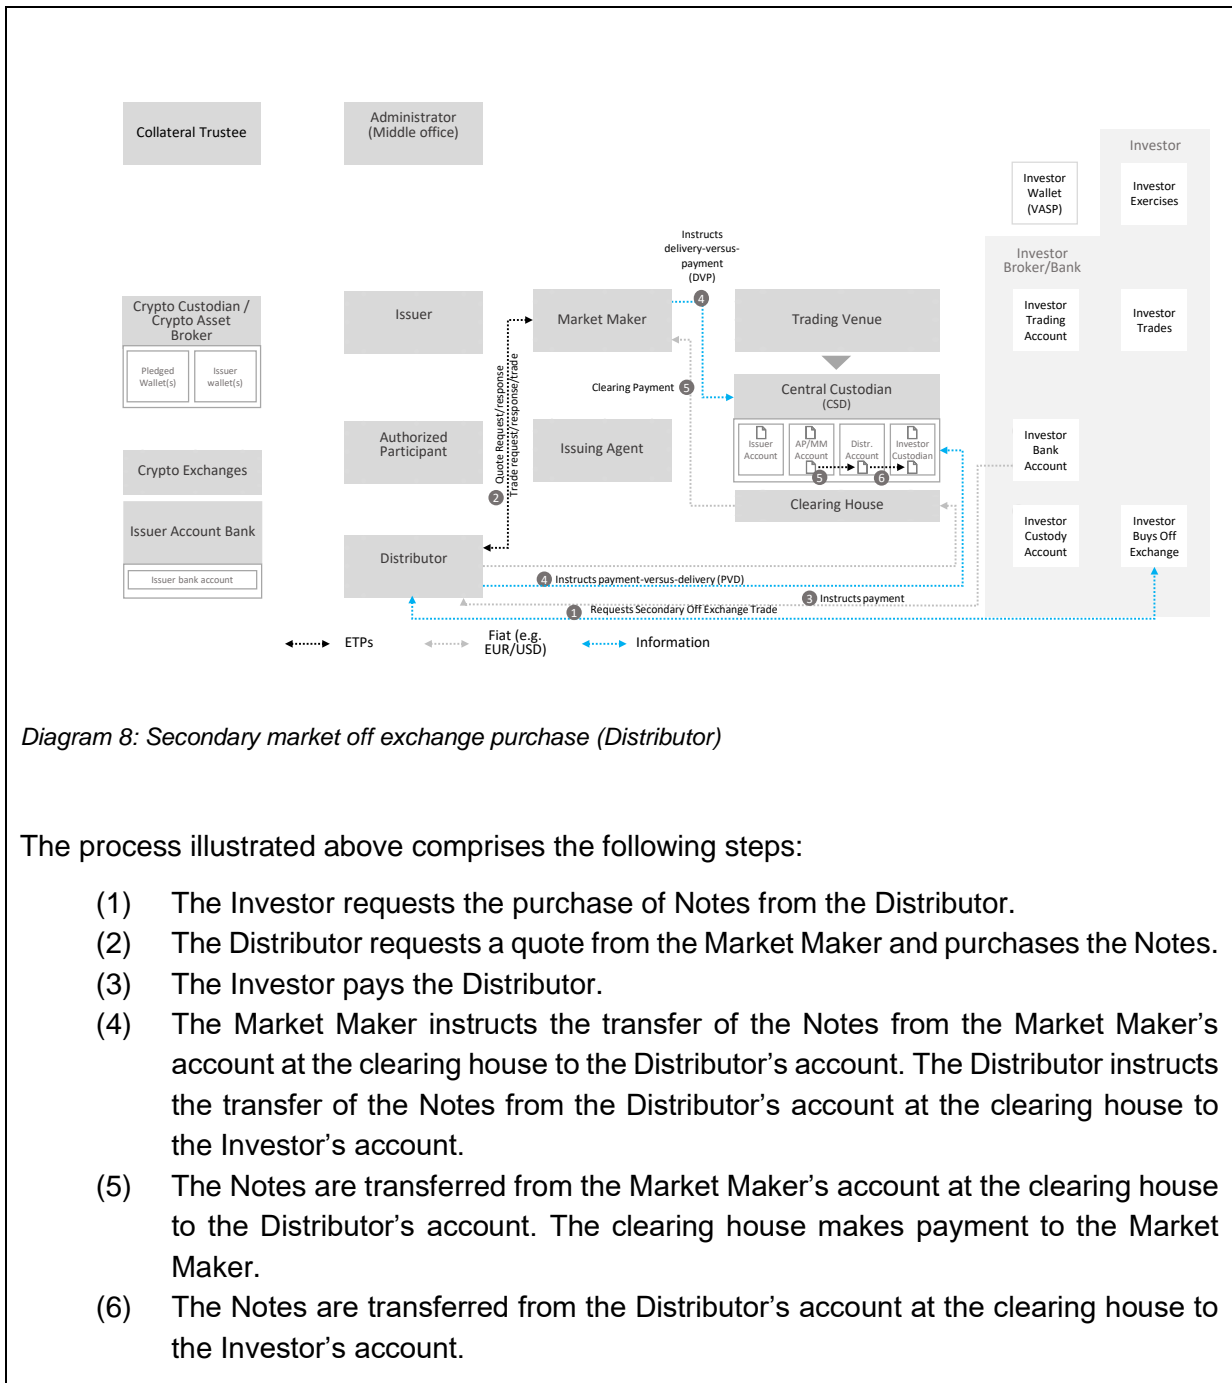 Collateral Trustee
Administrator
(Middle office)
Investor
Investor
Wallet
(VASP)
Investor
Exercises
Instructs
delivery-versus-
payment
(DVP)
4
Investor
Broker/Bank
Crypto Custodian /
Crypto Asset
Broker
Pledged
Wallet(s)
Issuer
wallet(s)
Issuer
Market Maker
Trading Venue
Investor
Trading
Account
Investor
Trades
Quote Request/response
Trade request/response/trade
2
Clearing Payment 5
Central Custodian
(CSD)
Issuer
Account
AP/MM
Account
Distr.
Account
Investor
Custodian
5
6
Authorized
Participant
Issuing Agent
Investor
Bank
Account
Crypto Exchanges
Clearing House
Issuer Account Bank
Issuer bank account
Distributor
Investor
Custody
Account
Investor
Buys Off
Exchange
4 Instructs payment-versus-delivery (PVD)
3 Instructs payment
1 Requests Secondary Off Exchange Trade
ETPs
Fiat (e.g.
EUR/USD)
Information
Diagram 8: Secondary market off exchange purchase (Distributor)
The process illustrated above comprises the following steps:
(1) The Investor requests the purchase of Notes from the Distributor.
(2) The Distributor requests a quote from the Market Maker and purchases the Notes.
(3) The Investor pays the Distributor.
(4) The Market Maker instructs the transfer of the Notes from the Market Maker's
account at the clearing house to the Distributor's account. The Distributor instructs
the transfer of the Notes from the Distributor's account at the clearing house to
the Investor's account.
(5) The Notes are transferred from the Market Maker's account at the clearing house
to the Distributor's account. The clearing house makes payment to the Market
Maker.
(6) The Notes are transferred from the Distributor's account at the clearing house to
the Investor's account.